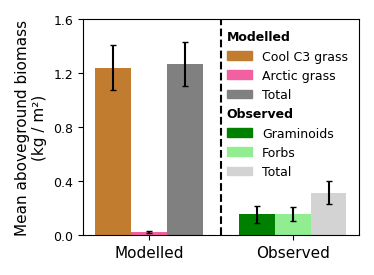 Mean aboveground biomass
(kg / m²)
1.6
1.2
0.8
0.4
0.0
Modelled
Cool C3 grass
Arctic grass
Total
Observed
Graminoids
Forbs
Total
Modelled
Observed